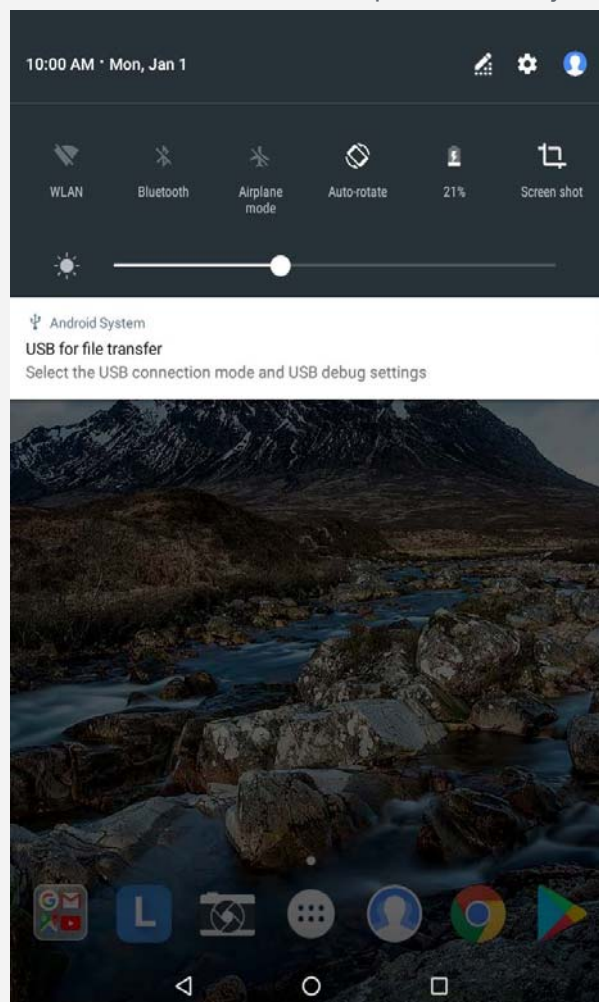 10:00 AM · Mon, Jan 1
WLAN
Bluetooth
Airplane
mode
Auto-rotate
21%
Screen shot
Android System
USB for file transfer
Select the USB connection mode and USB debug settings
G
L